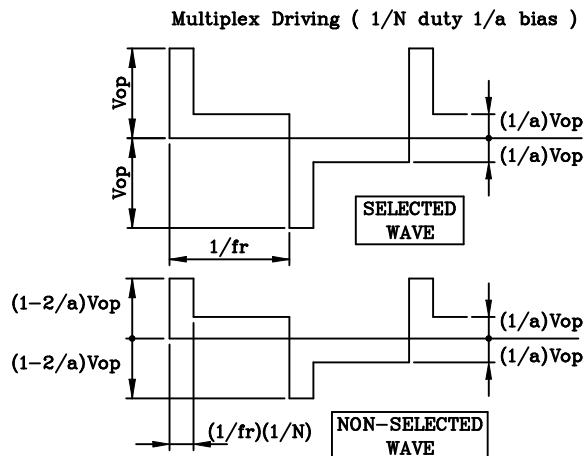 Multiplex Driving ( 1/N duty 1/a bias )
Vop
(1/a)Vop
Vop
(1/a)Vop
SELECTED
WAVE
1/fr
(1-2/a)Vop
(1/a)Vop
(1-2/a)Vop
(1/a)Vop
(1/fr)(1/N)
NON-SELECTED
WAVE